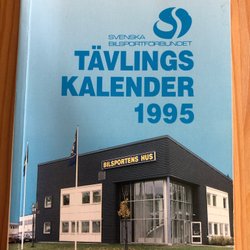 SVENSKA
BILSPORTFÖRBUNDET
TÄVLINGS
KALENDER
1995
BILSPORTENS HUS